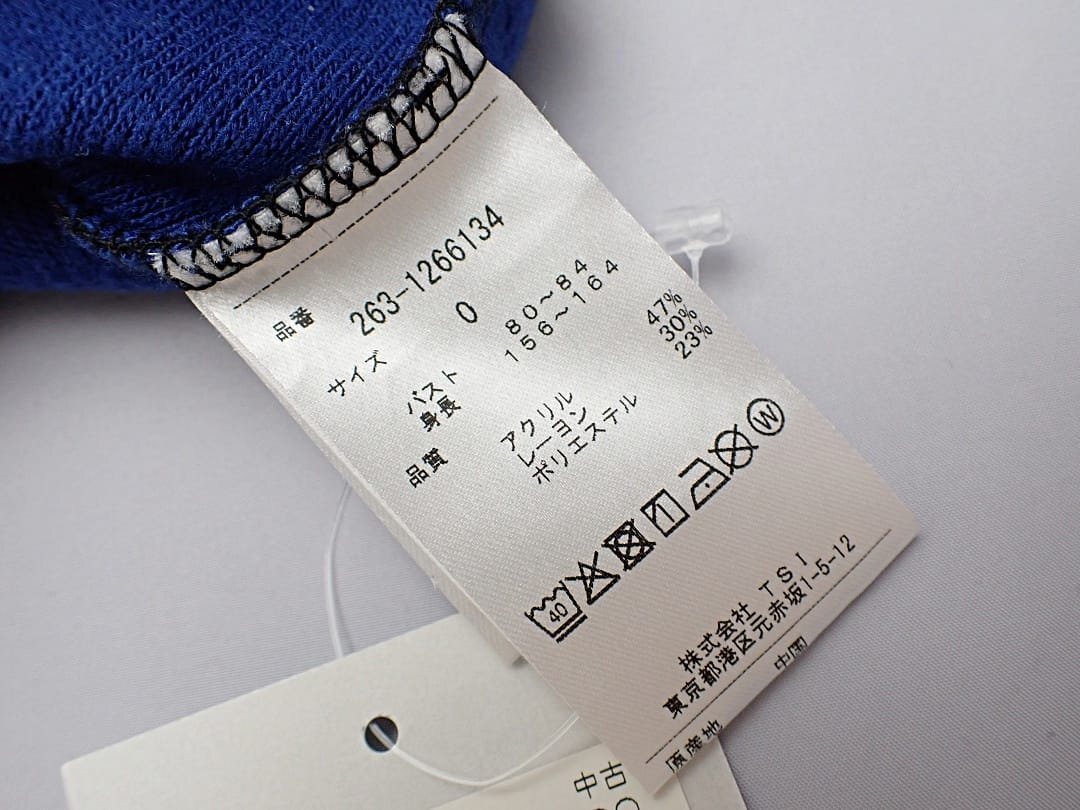 品番 263-1266134
サイズ 0
バスト 80~84
身長 156~164
品質 アクリル 47%
レーヨン 30%
ポリエステル 23%
40
W
株式会社 TSI
東京都港区元赤坂1-5-12
原産地 中国
中古